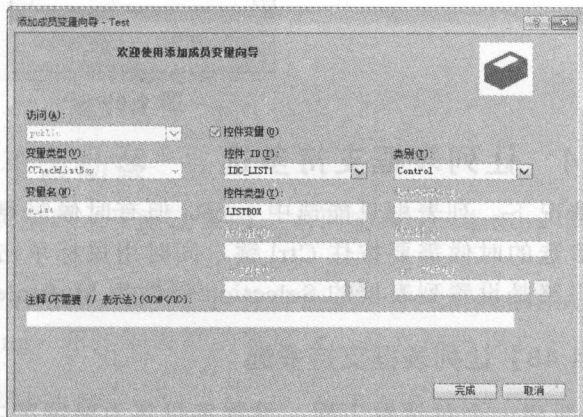 添加成员变量向导 - Test
欢迎使用添加成员变量向导
访问(A):
public
控件变量(O)
变量类型(V):
CCheckListBox
控件 ID(I):
IDC_LIST1
类别(T):
Control
变量名(N):
控件类型(Y):
LISTBOX
注释(不需要 // 表示法)(<U>M</U>):
完成
取消